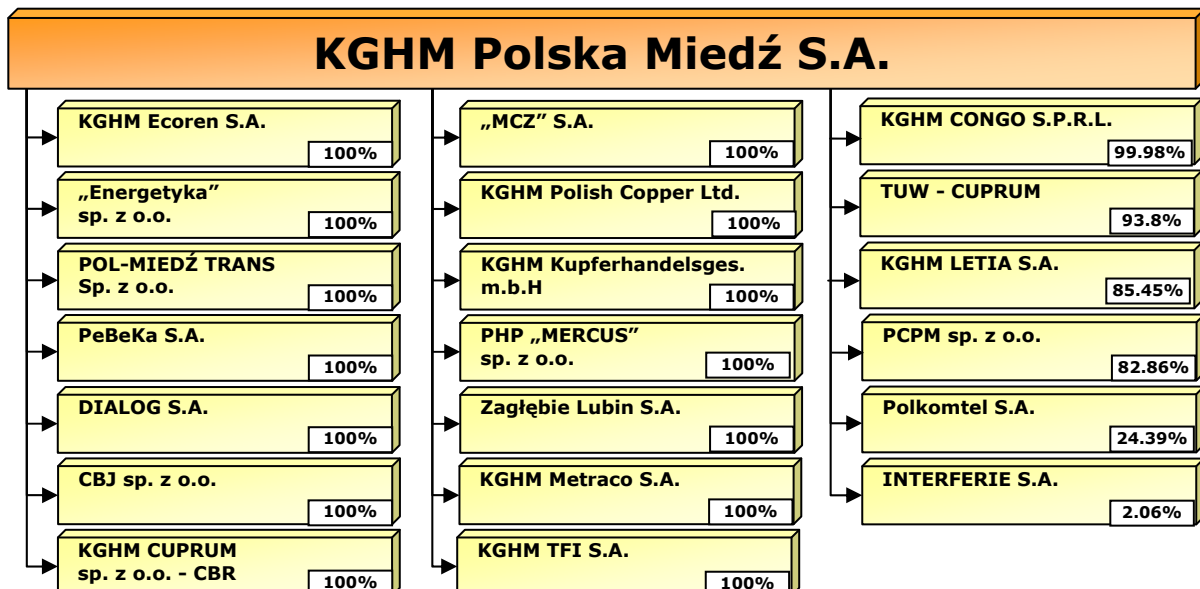 KGHM Polska Miedź S.A.
KGHM Ecoren S.A.
100%
„Energetyka”
sp. z o.o.
100%
POL-MIEDŹ TRANS
Sp. z o.o.
100%
PeBeKa S.A.
100%
DIALOG S.A.
100%
CBJ sp. z o.o.
100%
KGHM CUPRUM
sp. z o.o. - CBR
100%
„MCZ” S.A.
100%
KGHM Polish Copper Ltd.
100%
KGHM Kupferhandelsges.
m.b.H
100%
PHP „MERCUS”
sp. z o.o.
100%
Zagłębie Lubin S.A.
100%
KGHM Metraco S.A.
100%
KGHM TFI S.A.
100%
KGHM CONGO S.P.R.L.
99.98%
TUW - CUPRUM
93.8%
KGHM LETIA S.A.
85.45%
PCPM sp. z o.o.
82.86%
Polkomtel S.A.
24.39%
INTERFERIE S.A.
2.06%